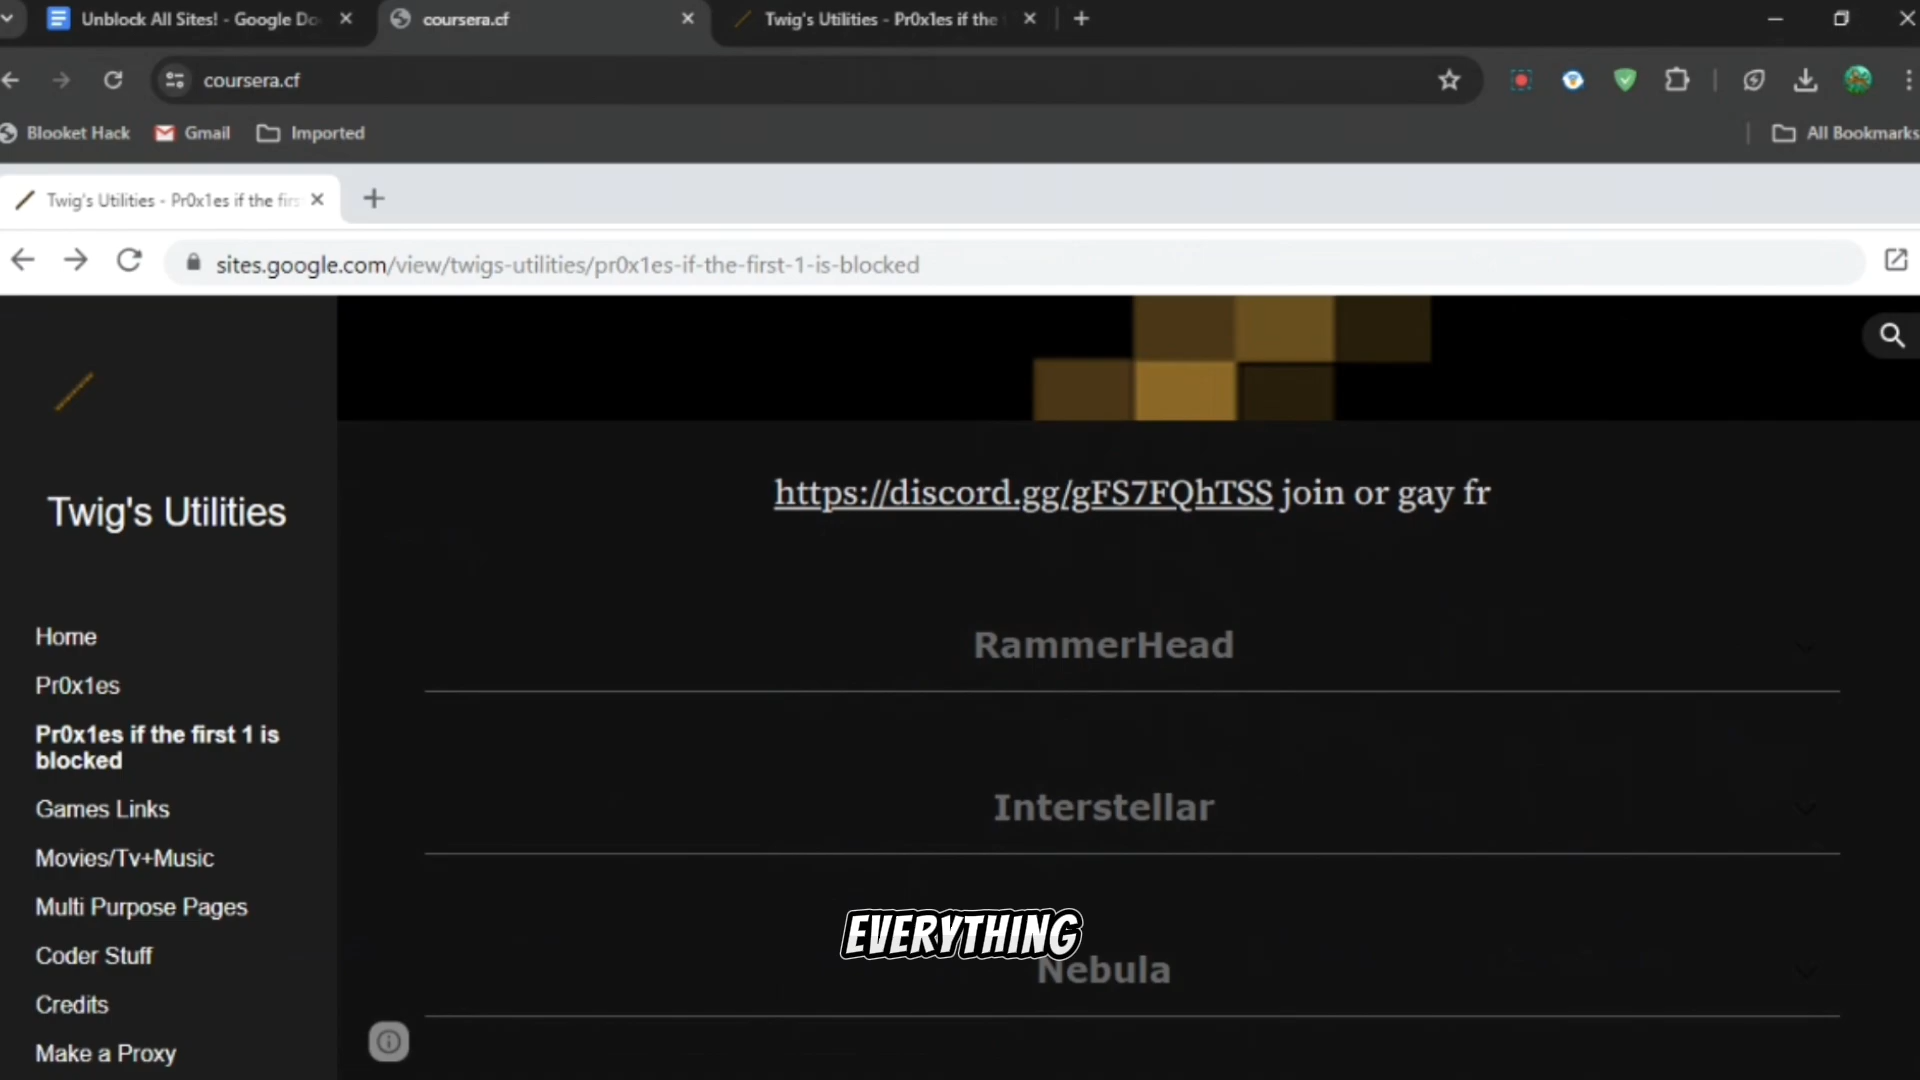 Unblock All Sites! - Google Do
coursera.cf
Twig's Utilities - Pr0x1es if the
coursera.cf
Blooket Hack
Gmail
Imported
All Bookmarks
Twig's Utilities - Pr0x1es if the firs
sites.google.com/view/twigs-utilities/pr0x1es-if-the-first-1-is-blocked
https://discord.gg/gFS7FQhTSS join or gay fr
Twig's Utilities
Home
Pr0x1es
Pr0x1es if the first 1 is
blocked
Games Links
Movies/Tv+Music
Multi Purpose Pages
Coder Stuff
Credits
Make a Proxy
RammerHead
Interstellar
EVERYTHING
Nebula